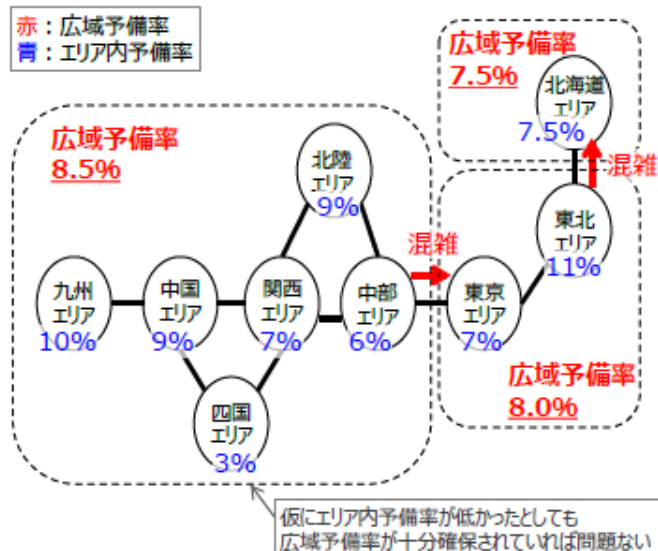 赤：広域予備率
青：エリア内予備率
広域予備率
7.5%
北海道
エリア
7.5%
混雑
広域予備率
8.5%
北陸
エリア
9%
東北
エリア
11%
混雑
九州
エリア
10%
中国
エリア
9%
関西
エリア
7%
中部
エリア
6%
東京
エリア
7%
広域予備率
8.0%
四国
エリア
3%
仮にエリア内予備率が低かったとしても
広域予備率が十分確保されていれば問題ない